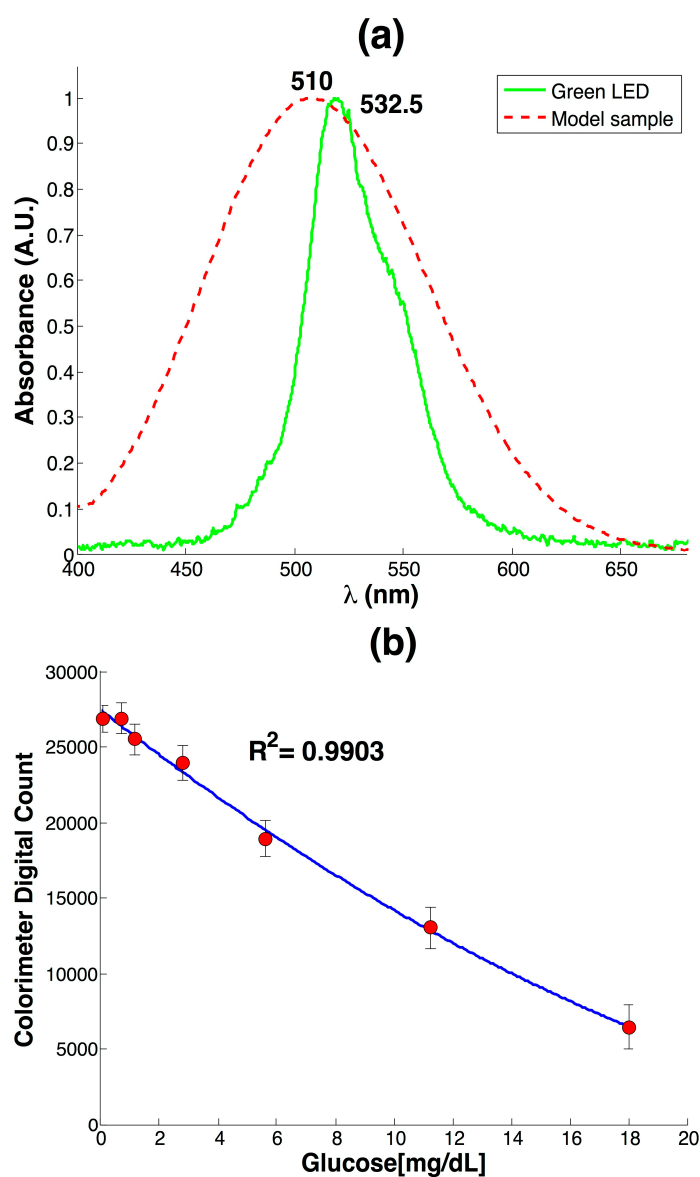 (a)
510
532.5
Green LED
Model sample
1
0.9
0.8
0.7
0.6
0.5
0.4
0.3
0.2
0.1
0
Absorbance (A.U.)
400 450 500 550 600 650
λ (nm)
(b)
30000
25000
20000
15000
10000
5000
0
Colorimeter Digital Count
R²= 0.9903
0 2 4 6 8 10 12 14 16 18 20
Glucose[mg/dL]